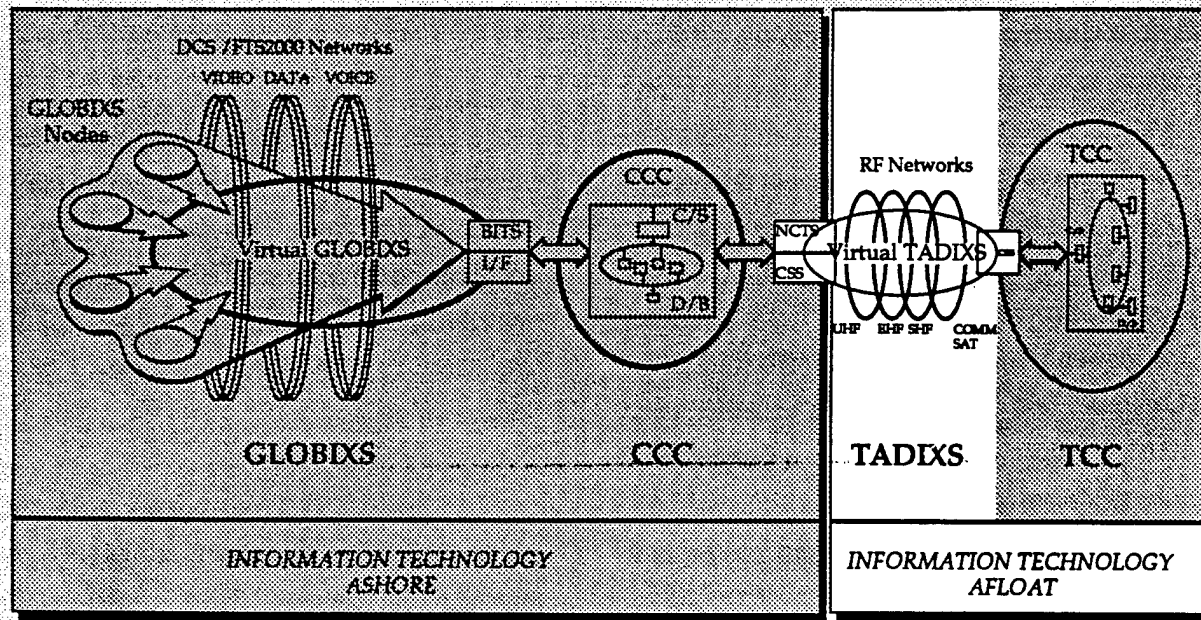 DCS /FTS2000 Networks
VIDEO DATA VOICE
GLOBIXS
Nodes
Virtual GLOBIXS
BITS
I/F
CCC
C/S
D/B
NCTS
CSS
RF Networks
Virtual TADIXS
UHF EHF SHF COMM
SAT
TCC
GLOBIXS
CCC
TADIXS
TCC
INFORMATION TECHNOLOGY
ASHORE
INFORMATION TECHNOLOGY
AFLOAT